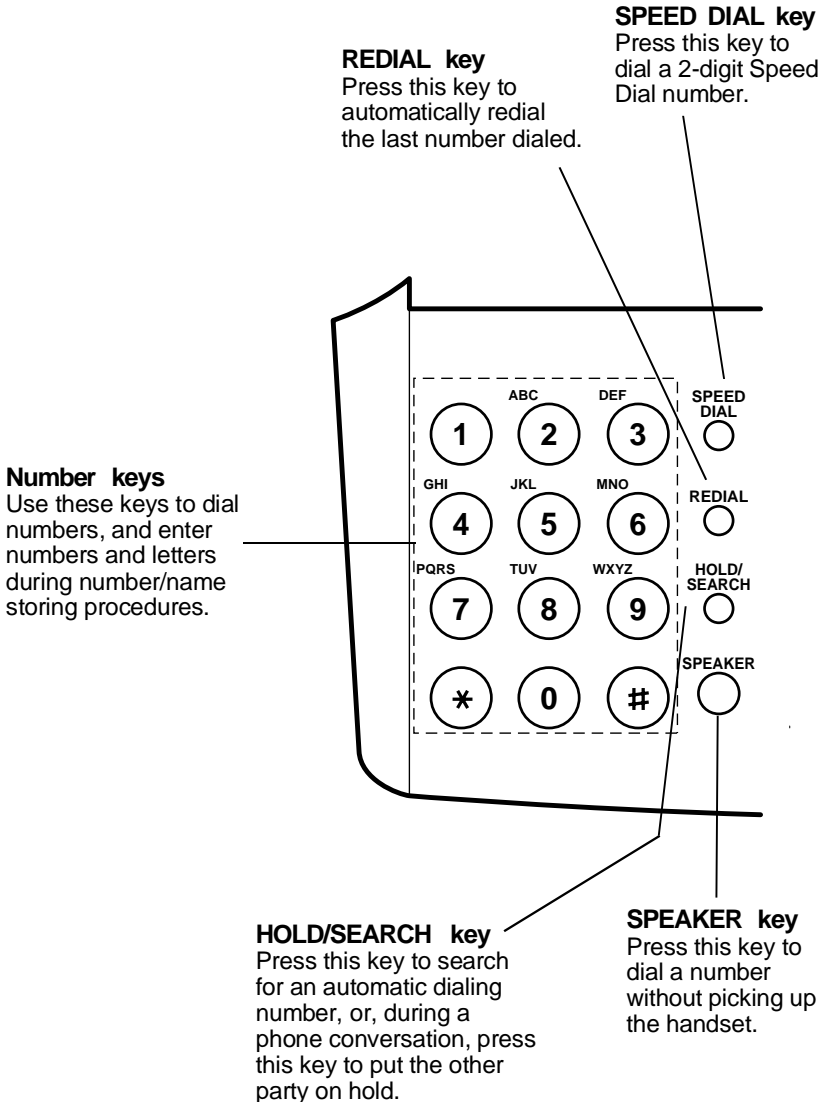 SPEED DIAL key
Press this key to
dial a 2-digit Speed
Dial number.
REDIAL key
Press this key to
automatically redial
the last number dialed.
Number keys
Use these keys to dial
numbers, and enter
numbers and letters
during number/name
storing procedures.
ABC DEF SPEED
DIAL
1 2 3
GHI JKL MNO REDIAL
4 5 6
PQRS TUV WXYZ HOLD/
SEARCH
7 8 9
SPEAKER
* 0 #
HOLD/SEARCH key
Press this key to search
for an automatic dialing
number, or, during a
phone conversation, press
this key to put the other
party on hold.
SPEAKER key
Press this key to
dial a number
without picking up
the handset.